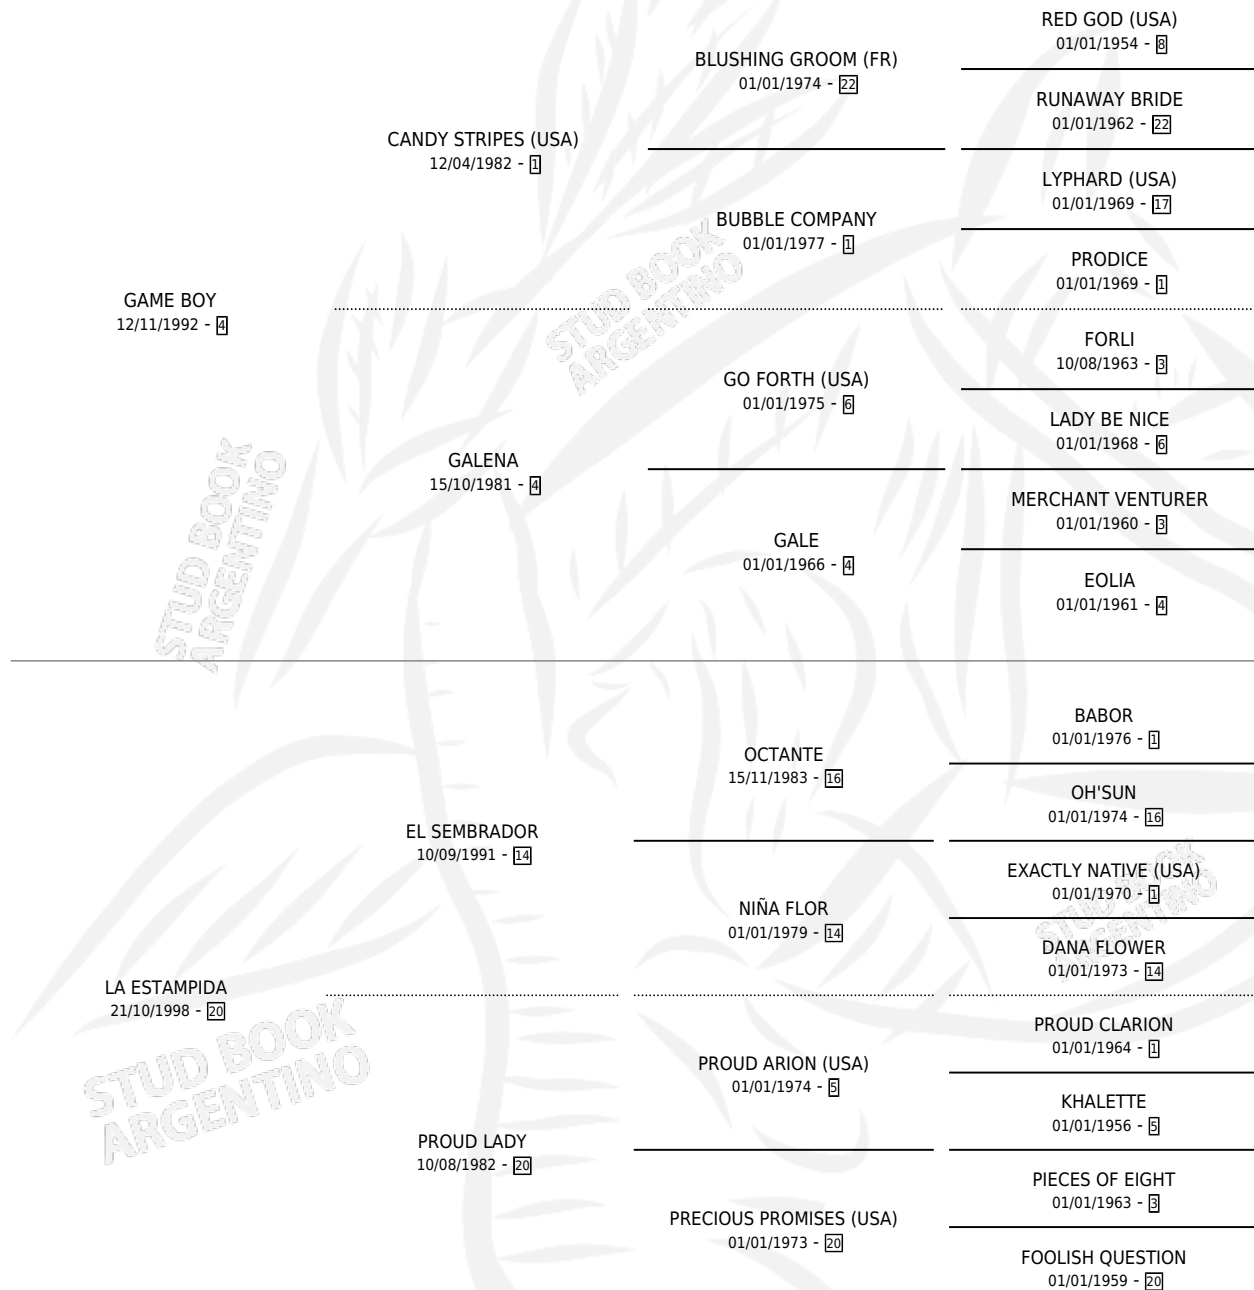 RED GOD (USA)
01/01/1954 - 8
BLUSHING GROOM (FR)
01/01/1974 - 22
RUNAWAY BRIDE
01/01/1962 - 22
CANDY STRIPES (USA)
12/04/1982 - 1
LYPHARD (USA)
01/01/1969 - 17
BUBBLE COMPANY
01/01/1977 - 1
PRODICE
01/01/1969 - 1
GAME BOY
12/11/1992 - 4
STUD BOOK
ARGENTINO
FORLI
10/08/1963 - 3
GO FORTH (USA)
01/01/1975 - 6
LADY BE NICE
01/01/1968 - 6
GALENA
15/10/1981 - 4
MERCHANT VENTURER
01/01/1960 - 3
GALE
01/01/1966 - 4
EOLIA
01/01/1961 - 4
STUD BOOK
ARGENTINO
BABOR
01/01/1976 - 1
OCTANTE
15/11/1983 - 16
OH'SUN
01/01/1974 - 16
EL SEMBRADOR
10/09/1991 - 14
EXACTLY NATIVE (USA)
01/01/1970 - 1
NIÑA FLOR
01/01/1979 - 14
DANA FLOWER
01/01/1973 - 14
STUD BOOK
ARGENTINO
LA ESTAMPIDA
21/10/1998 - 20
STUD BOOK
ARGENTINO
PROUD CLARION
01/01/1964 - 1
PROUD ARION (USA)
01/01/1974 - 5
KHALETTE
01/01/1956 - 5
PROUD LADY
10/08/1982 - 20
PIECES OF EIGHT
01/01/1963 - 3
PRECIOUS PROMISES (USA)
01/01/1973 - 20
FOOLISH QUESTION
01/01/1959 - 20